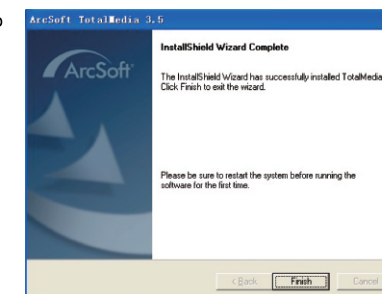 ArcSoft TotalMedia 3.5
ArcSoft
InstallShield Wizard Complete
The InstallShield Wizard has successfully installed TotalMedia
Click Finish to exit the wizard.
Please be sure to restart the system before running the
software for the first time.
< Back
Finish
Cancel